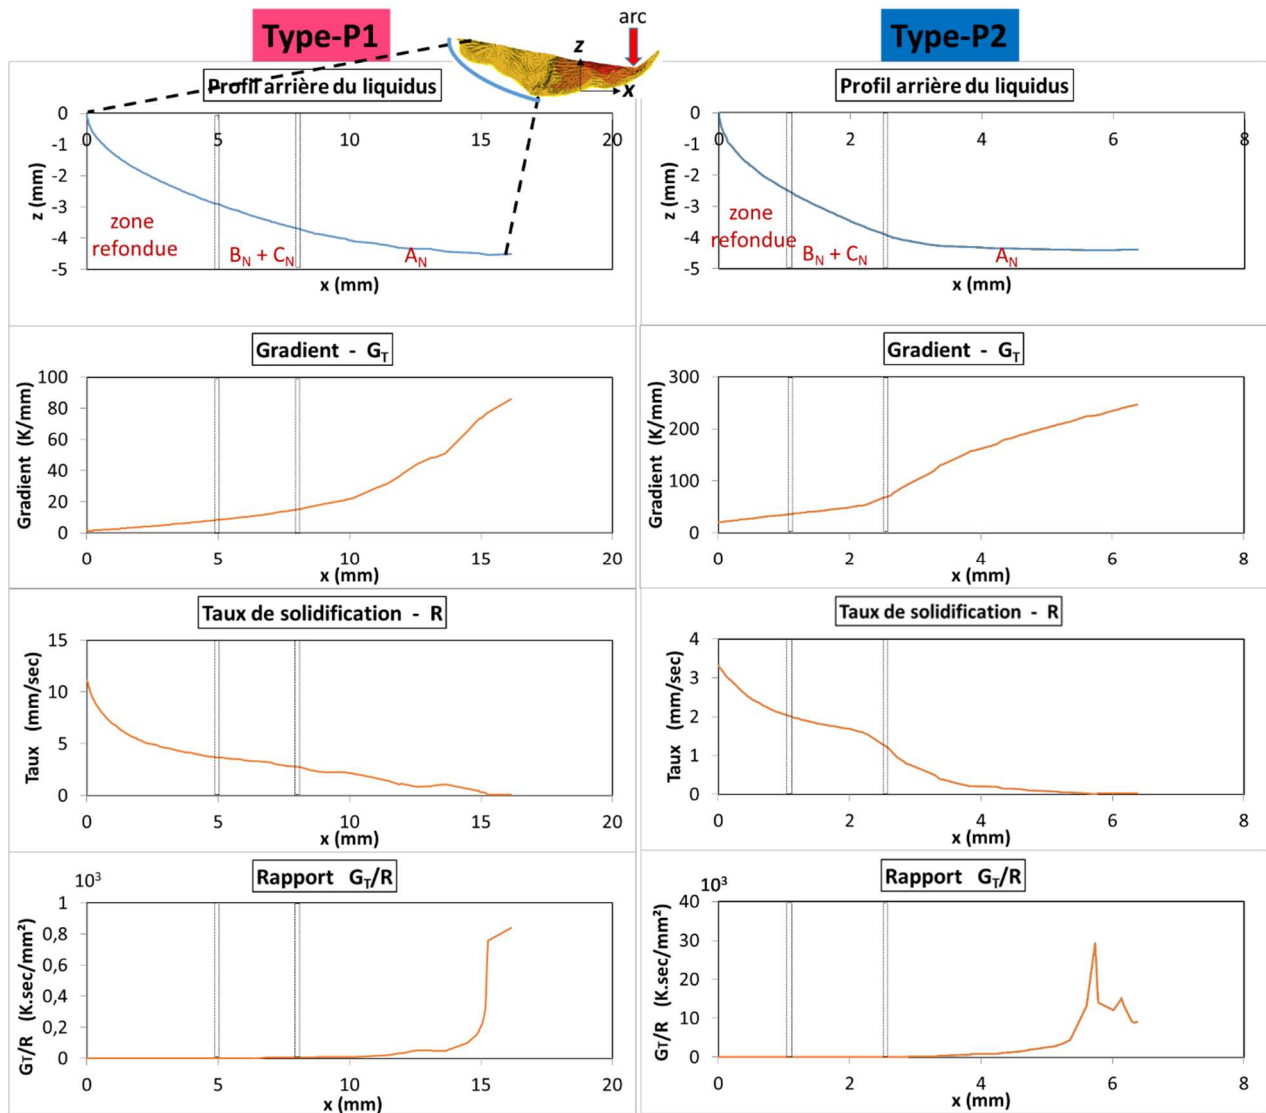 Type-P1
arc
z
x
Type-P2
Profil arrière du liquidus
0
-1
-2
-3
-4
-5
z (mm)
0
5
10
15
20
zone
refondue
B_N + C_N
A_N
x (mm)
Profil arrière du liquidus
0
-1
-2
-3
-4
-5
z (mm)
0
2
4
6
8
zone
refondue
B_N + C_N
A_N
x (mm)
Gradient - G_T
100
80
60
40
20
0
Gradient (K/mm)
0
5
10
15
20
x (mm)
Gradient - G_T
300
200
100
0
Gradient (K/mm)
0
2
4
6
8
x (mm)
Taux de solidification - R
15
10
5
0
Taux (mm/sec)
0
5
10
15
20
x (mm)
Taux de solidification - R
4
3
2
1
0
Taux (mm/sec)
0
2
4
6
8
x (mm)
Rapport G_T/R
10³
1
0,8
0,6
0,4
0,2
0
G_T/R (K.sec/mm²)
0
5
10
15
20
x (mm)
Rapport G_T/R
10³
40
30
20
10
0
G_T/R (K.sec/mm²)
0
2
4
6
8
x (mm)